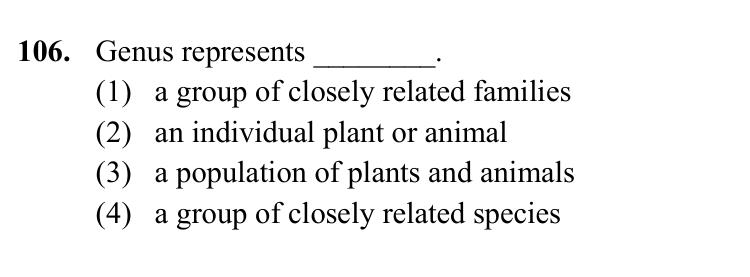 106. Genus represents ________.
(1) a group of closely related families
(2) an individual plant or animal
(3) a population of plants and animals
(4) a group of closely related species